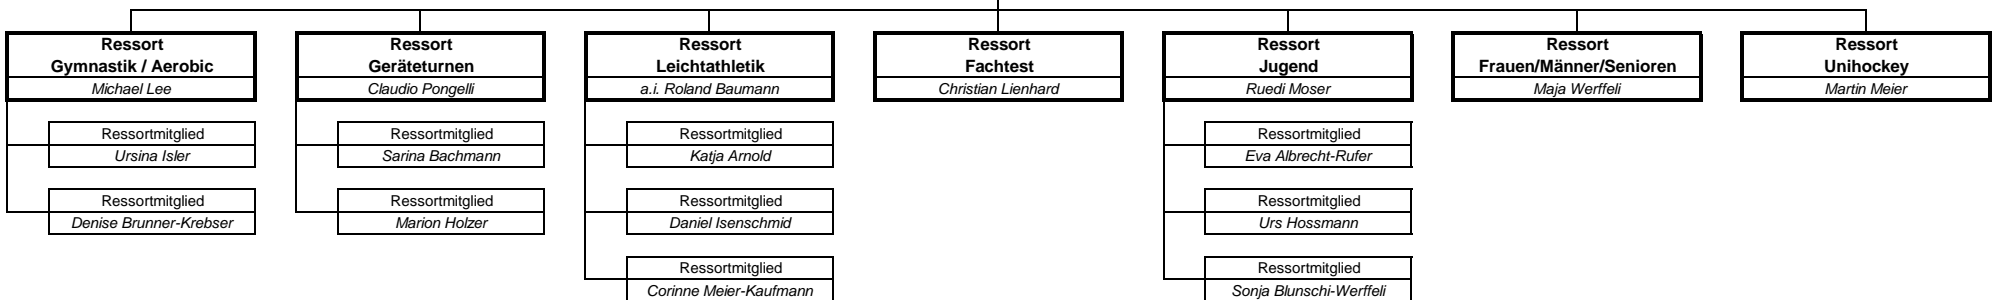 Ressort
Gymnastik / Aerobic
Michael Lee
Ressortmitglied
Ursina Isler
Ressortmitglied
Denise Brunner-Krebser
Ressort
Geräteturnen
Claudio Pongelli
Ressortmitglied
Sarina Bachmann
Ressortmitglied
Marion Holzer
Ressort
Leichtathletik
a.i. Roland Baumann
Ressortmitglied
Katja Arnold
Ressortmitglied
Daniel Isenschmid
Ressortmitglied
Corinne Meier-Kaufmann
Ressort
Fachtest
Christian Lienhard
Ressort
Jugend
Ruedi Moser
Ressortmitglied
Eva Albrecht-Rufer
Ressortmitglied
Urs Hossmann
Ressortmitglied
Sonja Blunschi-Werffeli
Ressort
Frauen/Männer/Senioren
Maja Werffeli
Ressort
Unihockey
Martin Meier